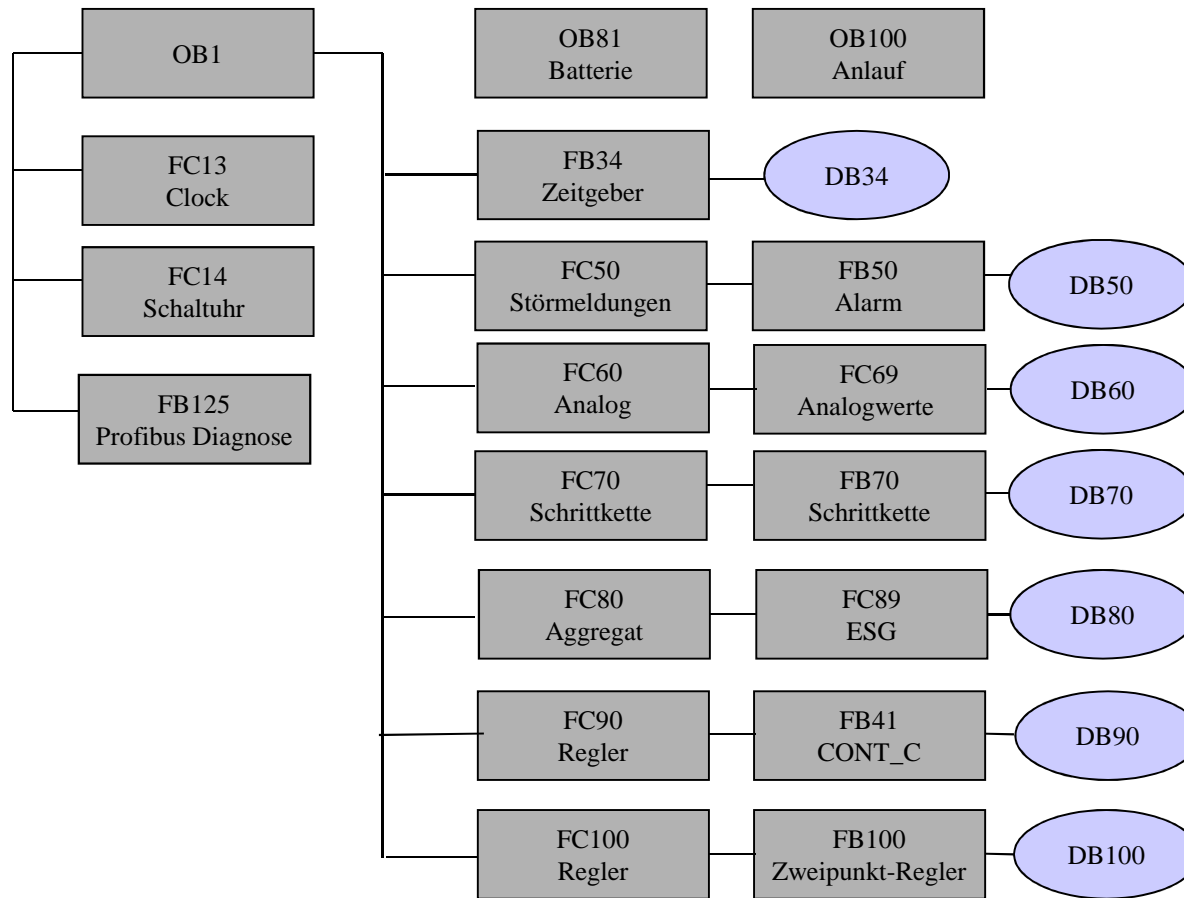 OB1
OB81
Batterie
OB100
Anlauf
FC13
Clock
FB34
Zeitgeber
DB34
FC14
Schaltuhr
FC50
Störmeldungen
FB50
Alarm
DB50
FB125
Profibus Diagnose
FC60
Analog
FC69
Analogwerte
DB60
FC70
Schrittkette
FB70
Schrittkette
DB70
FC80
Aggregat
FC89
ESG
DB80
FC90
Regler
FB41
CONT_C
DB90
FC100
Regler
FB100
Zweipunkt-Regler
DB100